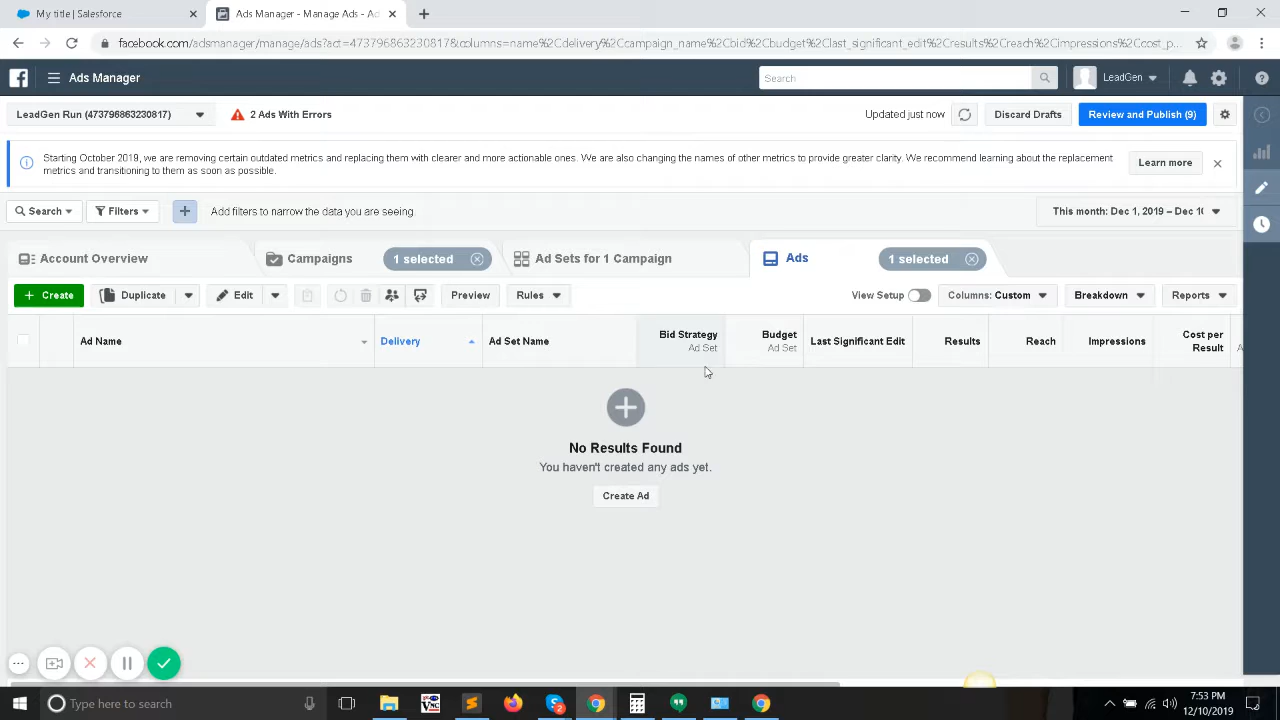 My title | Salesforce
Ads Manager - Manage Ads - Ad
facebook.com/adsmanager/manage/ads?act=473796863230817&columns=name%2Cdelivery%2Ccampaign_name%2Cbid%2Cbudget%2Clast_significant_edit%2Cresults%2Creach%2Cimpressions%2Ccost_p...
Ads Manager
Search
LeadGen
LeadGen Run (473796863230817)
2 Ads With Errors
Updated just now
Discard Drafts
Review and Publish (9)
Starting October 2019, we are removing certain outdated metrics and replacing them with clearer and more actionable ones. We are also changing the names of other metrics to provide greater clarity. We recommend learning about the replacement
metrics and transitioning to them as soon as possible.
Learn more
Search
Filters
Add filters to narrow the data you are seeing.
This month: Dec 1, 2019 – Dec 10
Account Overview
Campaigns
1 selected
Ad Sets for 1 Campaign
Ads
1 selected
Create
Duplicate
Edit
Preview
Rules
View Setup
Columns: Custom
Breakdown
Reports
Ad Name
Delivery
Ad Set Name
Bid Strategy
Ad Set
Budget
Ad Set
Last Significant Edit
Results
Reach
Impressions
Cost per
Result
No Results Found
You haven't created any ads yet.
Create Ad
Type here to search
7:53 PM
12/10/2019